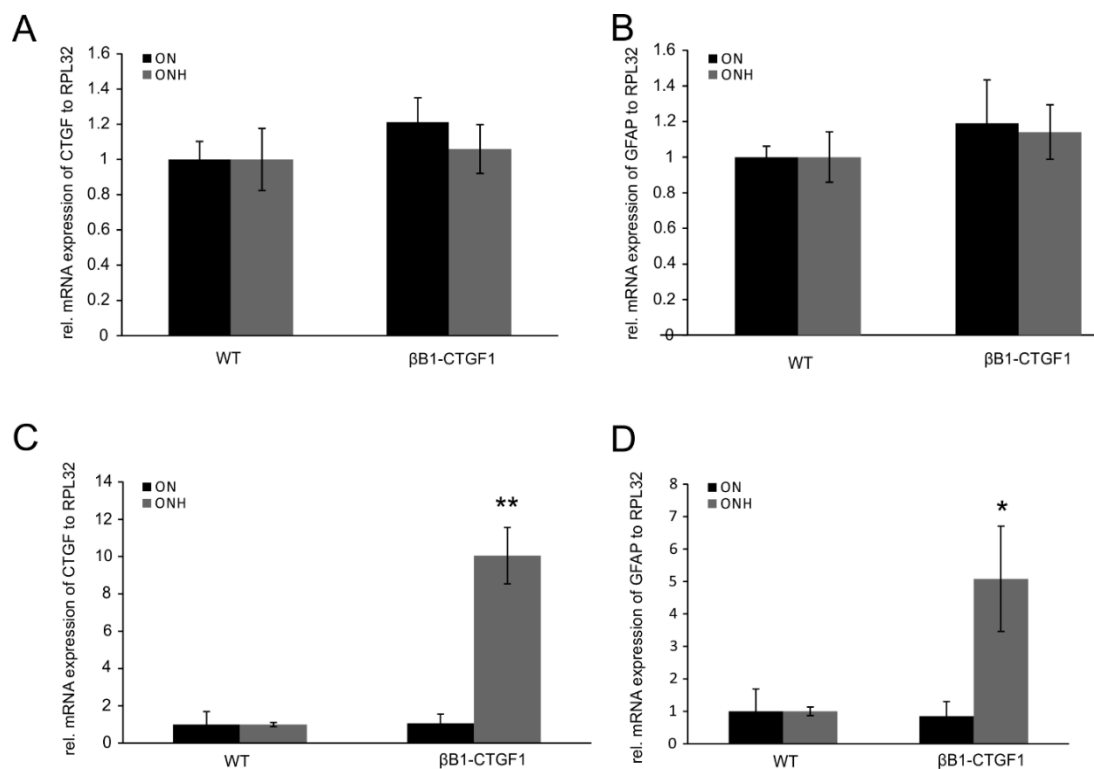 A
rel. mRNA expression of CTGF to RPL32
ON
ONH
1.6
1.4
1.2
1
0.8
0.6
0.4
0.2
0
WT
βB1-CTGF1
B
rel. mRNA expression of GFAP to RPL32
ON
ONH
1.6
1.4
1.2
1
0.8
0.6
0.4
0.2
0
WT
βB1-CTGF1
C
rel. mRNA expression of CTGF to RPL32
ON
ONH
14
12
10
8
6
4
2
0
**
WT
βB1-CTGF1
D
rel. mRNA expression of GFAP to RPL32
ON
ONH
8
7
6
5
4
3
2
1
0
*
WT
βB1-CTGF1